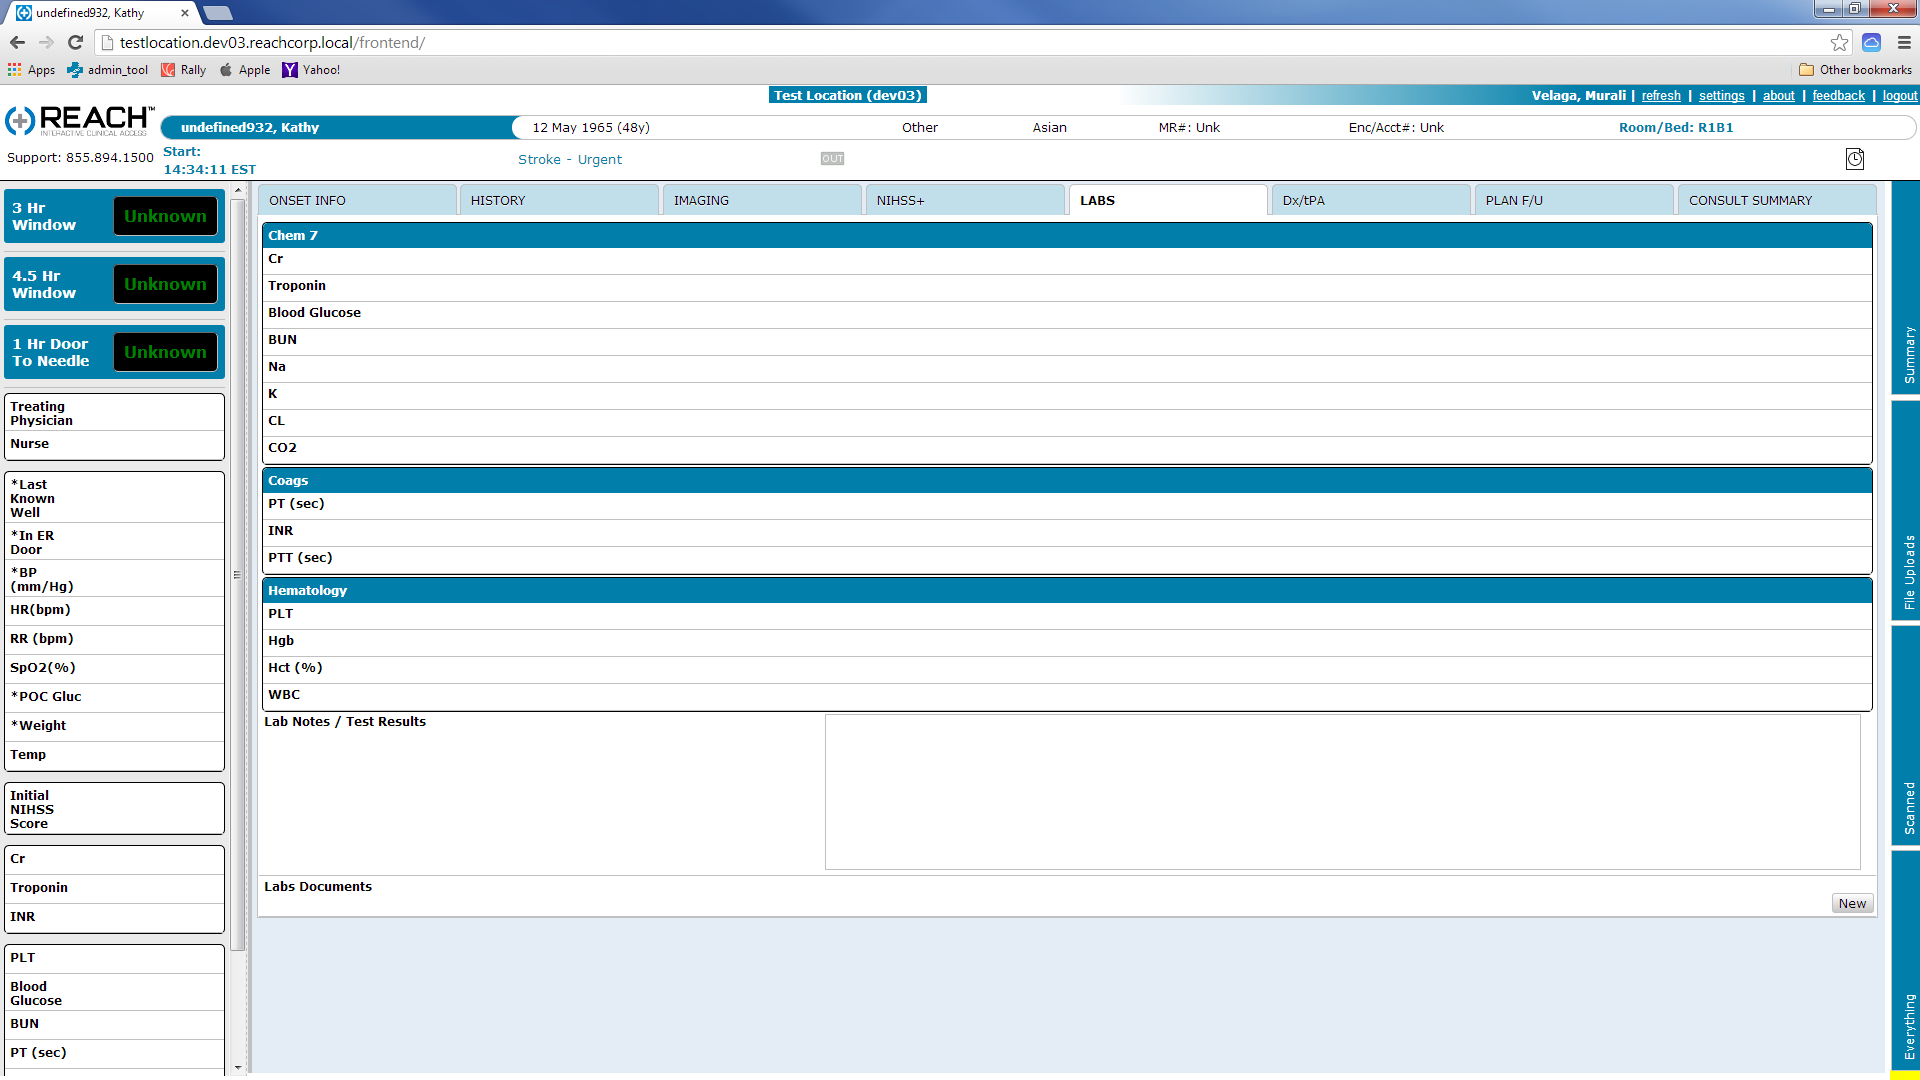 undefined932, Kathy
testlocation.dev03.reachcorp.local/frontend/
Apps admin_tool Rally Apple Yahoo! Other bookmarks
Test Location (dev03) Velaga, Murali | refresh | settings | about | feedback | logout
REACH™
INTERACTIVE CLINICAL ACCESS
undefined932, Kathy 12 May 1965 (48y) Other Asian MR#: Unk Enc/Acct#: Unk Room/Bed: R1B1
Support: 855.894.1500
Start:
14:34:11 EST
Stroke - Urgent
OUT
3 Hr
Window
Unknown
4.5 Hr
Window
Unknown
1 Hr Door
To Needle
Unknown
Treating
Physician
Nurse
*Last
Known
Well
*In ER
Door
*BP
(mm/Hg)
HR(bpm)
RR (bpm)
SpO2(%)
*POC Gluc
*Weight
Temp
Initial
NIHSS
Score
Cr
Troponin
INR
PLT
Blood
Glucose
BUN
PT (sec)
ONSET INFO HISTORY IMAGING NIHSS+ LABS Dx/tPA PLAN F/U CONSULT SUMMARY
Chem 7
Cr
Troponin
Blood Glucose
BUN
Na
K
CL
CO2
Coags
PT (sec)
INR
PTT (sec)
Hematology
PLT
Hgb
Hct (%)
WBC
Lab Notes / Test Results
Labs Documents
New
Summary
File Uploads
Scanned
Everything